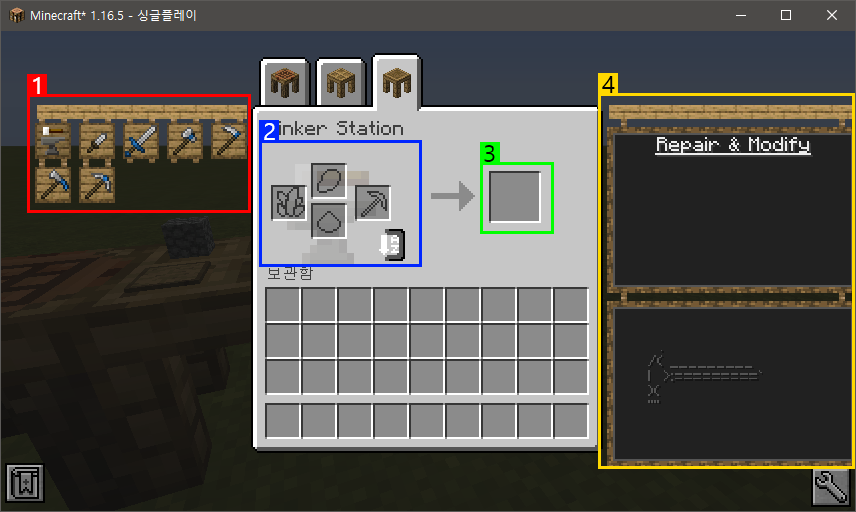 Minecraft* 1.16.5 - 싱글플레이
1
4
2
inker Station
Repair & Modify
3
A
Z
보관함